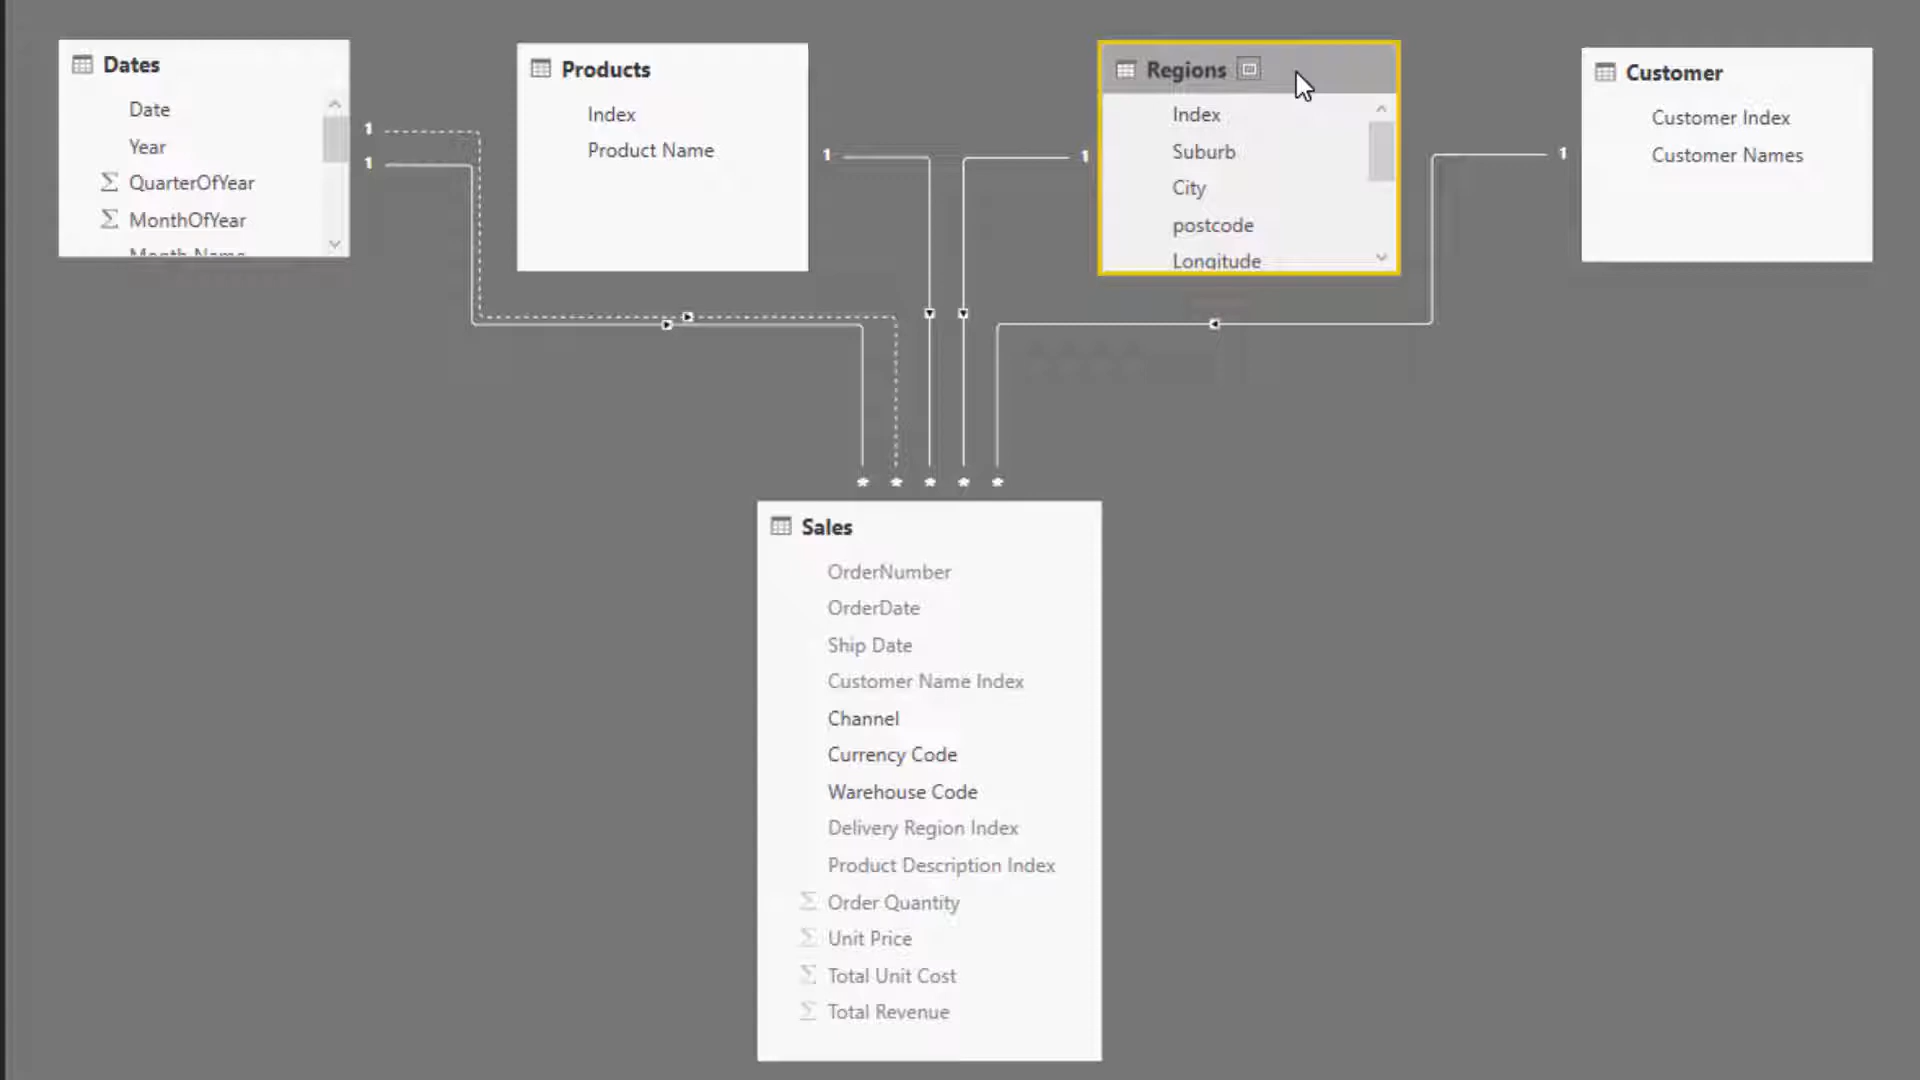 Dates
Date
Year
QuarterOfYear
MonthOfYear
Month Name
1
1
Products
Index
Product Name
1
Regions
Index
Suburb
City
postcode
Longitude
1
Customer
Customer Index
Customer Names
1
* * * * *
Sales
OrderNumber
OrderDate
Ship Date
Customer Name Index
Channel
Currency Code
Warehouse Code
Delivery Region Index
Product Description Index
Σ Order Quantity
Σ Unit Price
Σ Total Unit Cost
Σ Total Revenue